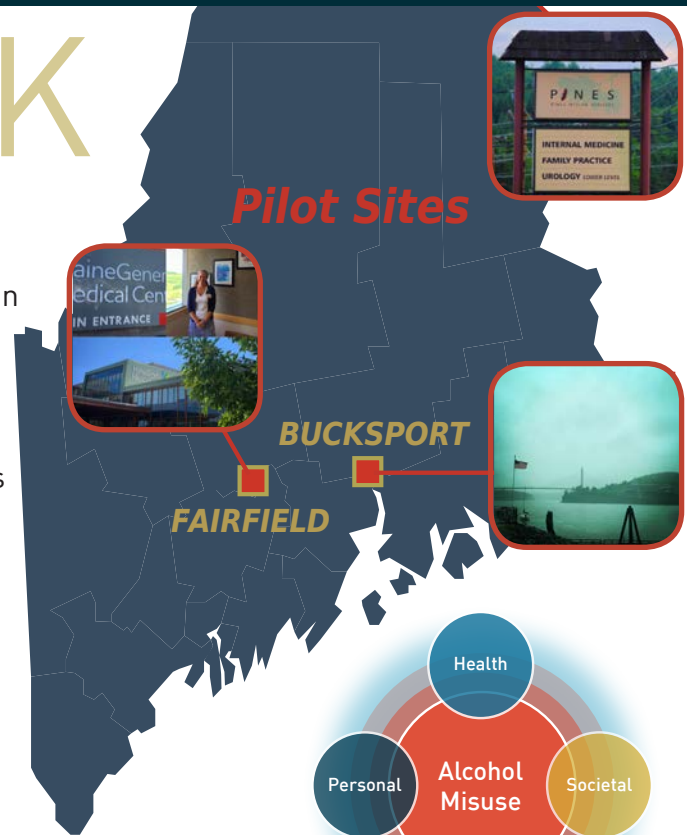 K
PINES
INTERNAL MEDICINE
FAMILY PRACTICE
UROLOGY LOWER LEVEL
Pilot Sites
aineGener
edical Cen
IN ENTRANCE
n
BUCKSPORT
s
FAIRFIELD
Health
Personal
Alcohol
Misuse
Societal